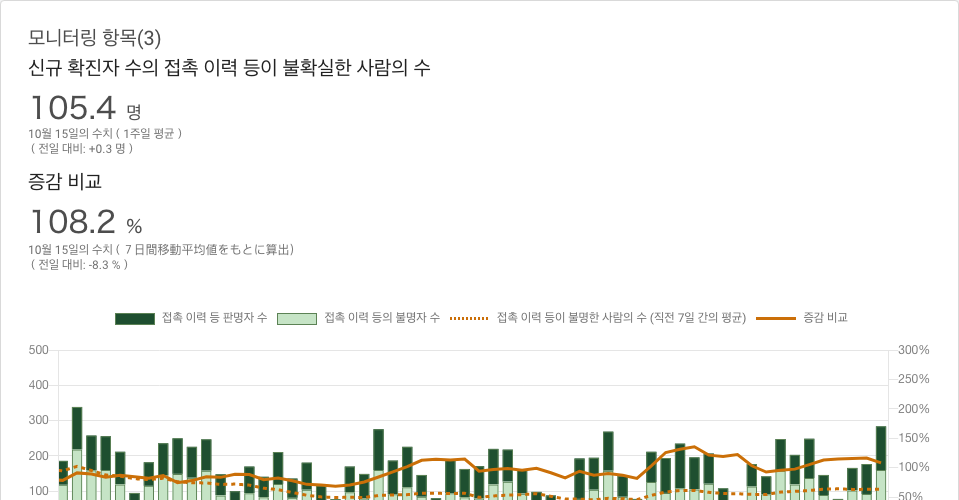 모니터링 항목(3)
신규 확진자 수의 접촉 이력 등이 불확실한 사람의 수
105.4 명
10월 15일의 수치 ( 1주일 평균 )
( 전일 대비: +0.3 명 )
증감 비교
108.2 %
10월 15일의 수치 ( ７日間移動平均値をもとに算出)
( 전일 대비: -8.3 % )
접촉 이력 등 판명자 수 접촉 이력 등의 불명자 수 접촉 이력 등이 불명한 사람의 수 (직전 7일 간의 평균) 증감 비교
500 300%
250%
400
200%
300
150%
200
100%
100
50%